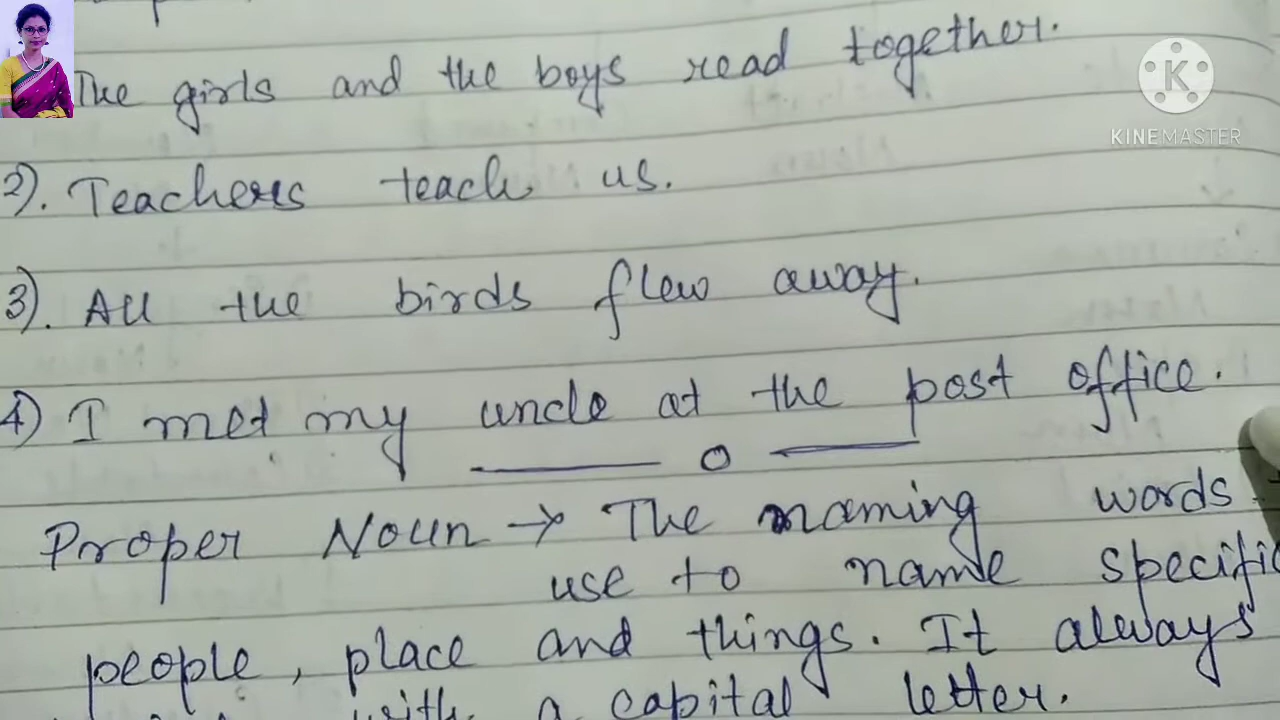 The girls and the boys read together.
KINEMASTER
2). Teachers teach us.
3). All the birds flew away.
4) I met my uncle at the post office.
Proper Noun → The naming words
use to name specific
people, place and things. It always
with a capital letter.